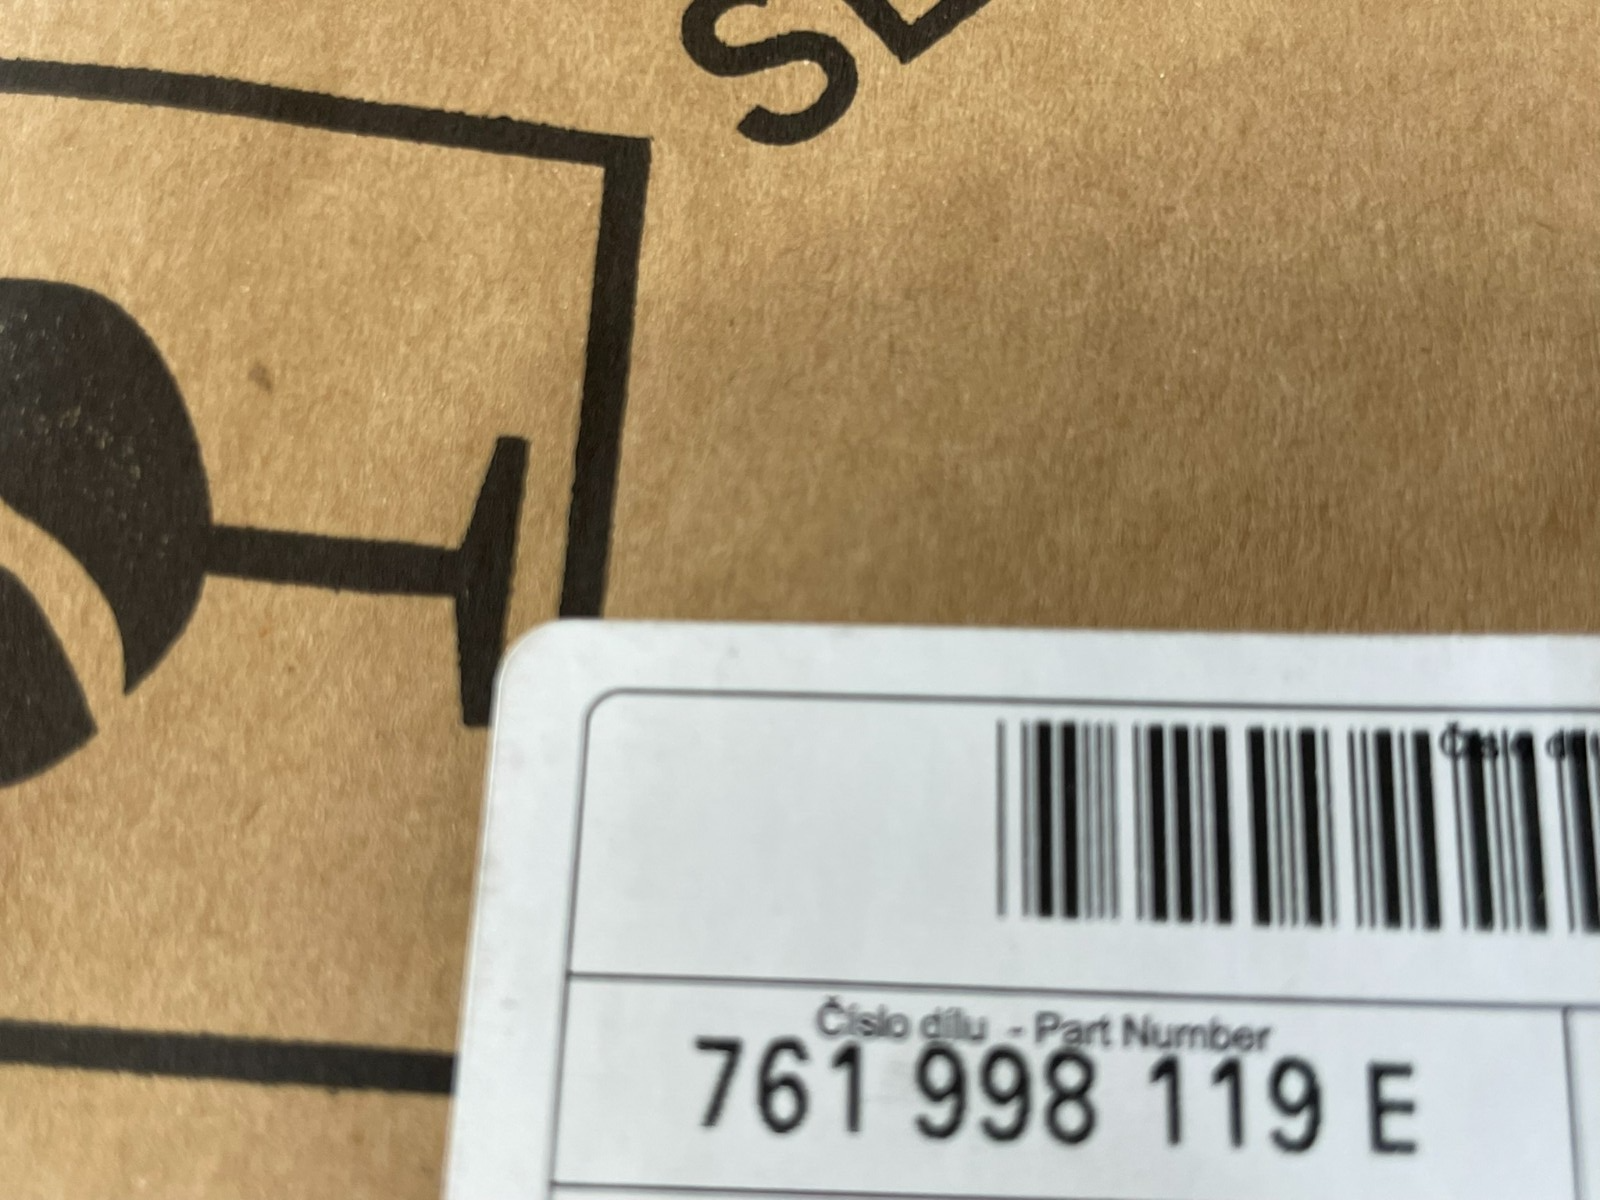 Číslo dílu - Part Number
761 998 119 E